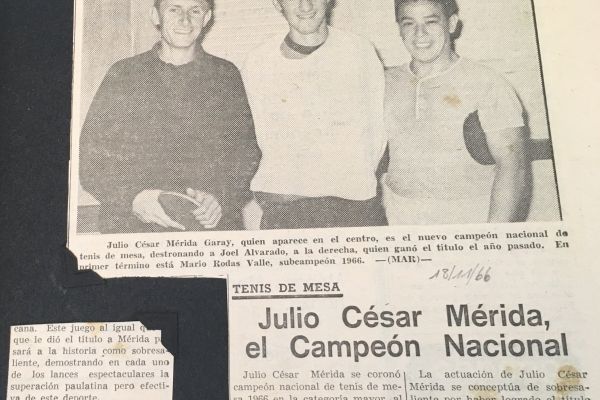 Julio César Mérida Garay, quien aparece en el centro, es el nuevo campeón nacional de
tenis de mesa, destronando a Joel Alvarado, a la derecha, quien ganó el título el año pasado. En
primer término está Mario Rodas Valle, subcampeón 1966. —(MAR)—
18/11/66
TENIS DE MESA
Julio César Mérida,
el Campeón Nacional
Julio César Mérida se coronó
campeón nacional de tenis de me-
sa 1966 en la categoría mayor, al
La actuación de Julio César
Mérida se conceptúa de sobresa-
liente por haber logrado el título
cana. Este juego al igual
que le dió el título a Mérida
sará a la historia como sobresa-
liente, demostrando en cada uno
de los lances espectaculares la
superación paulatina pero efecti-
va de este deporte.